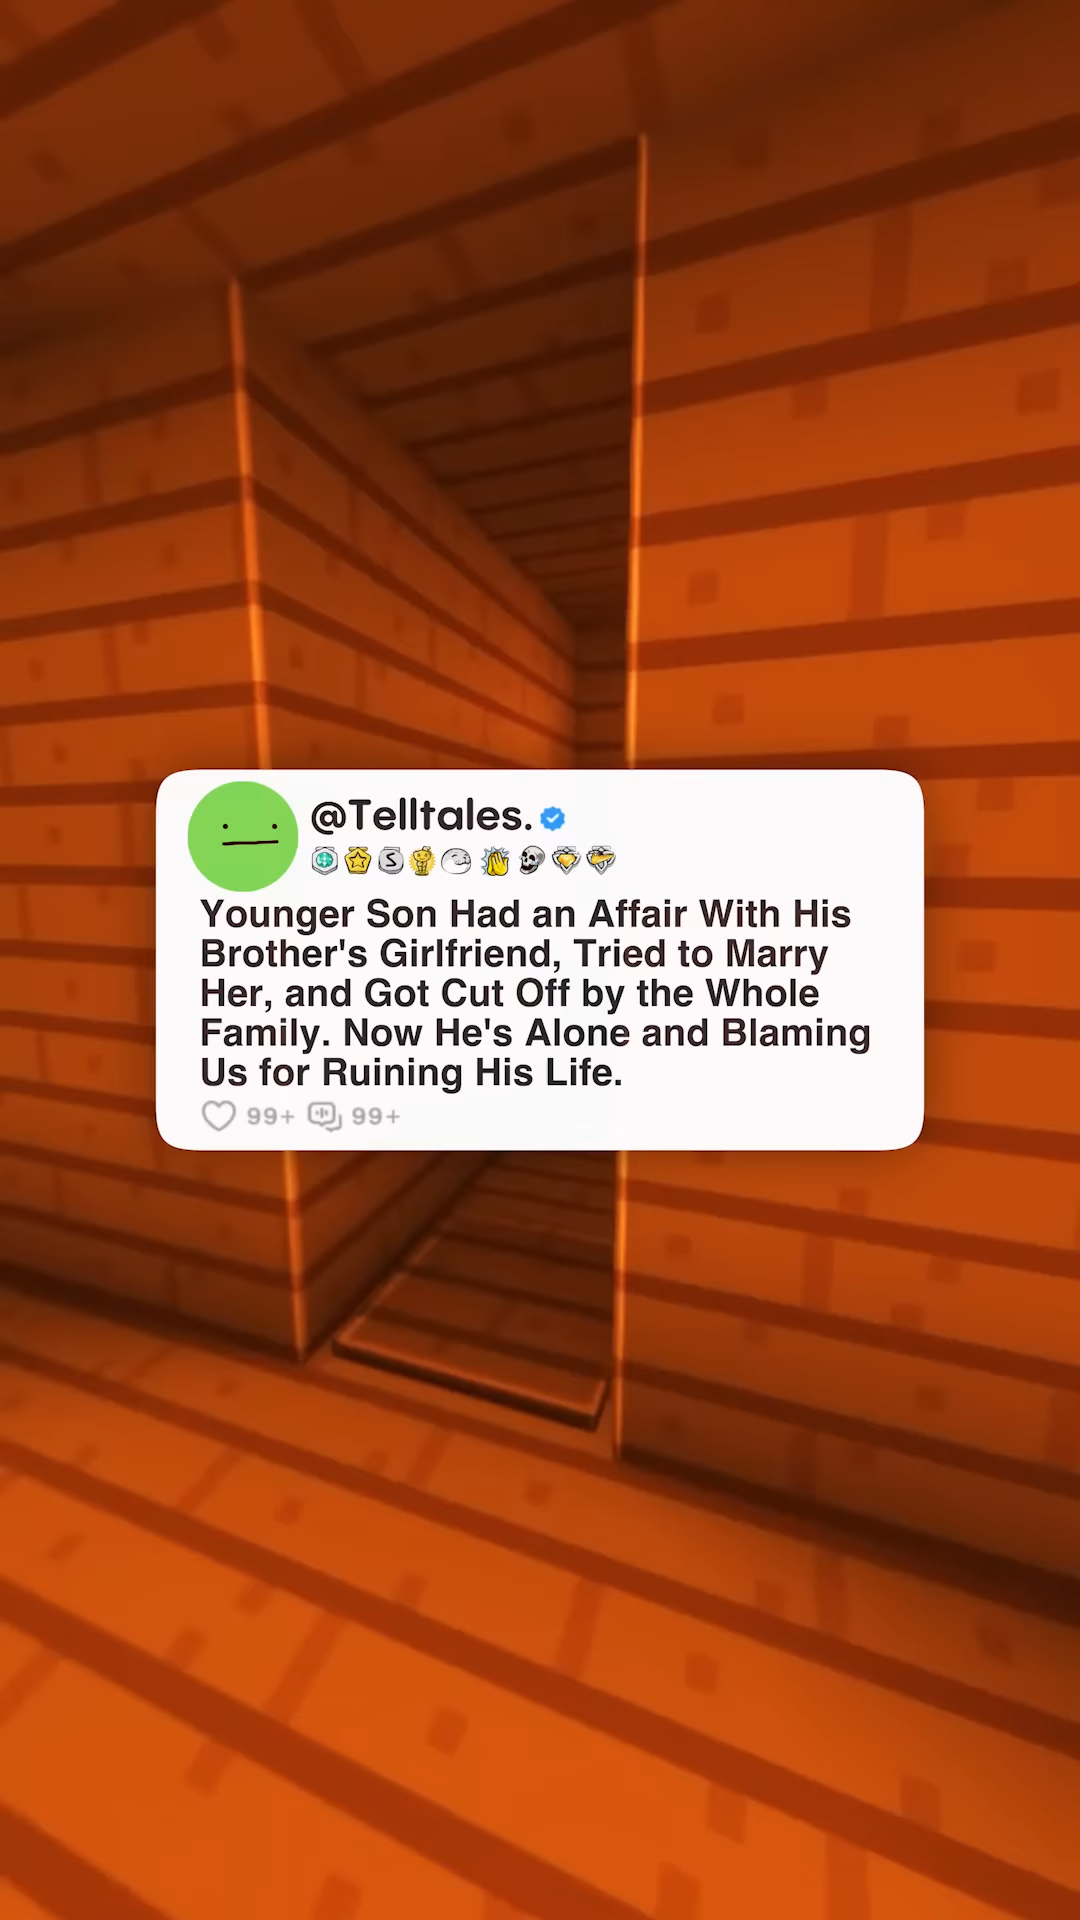 @Telltales.
Younger Son Had an Affair With His
Brother's Girlfriend, Tried to Marry
Her, and Got Cut Off by the Whole
Family. Now He's Alone and Blaming
Us for Ruining His Life.
99+ 99+